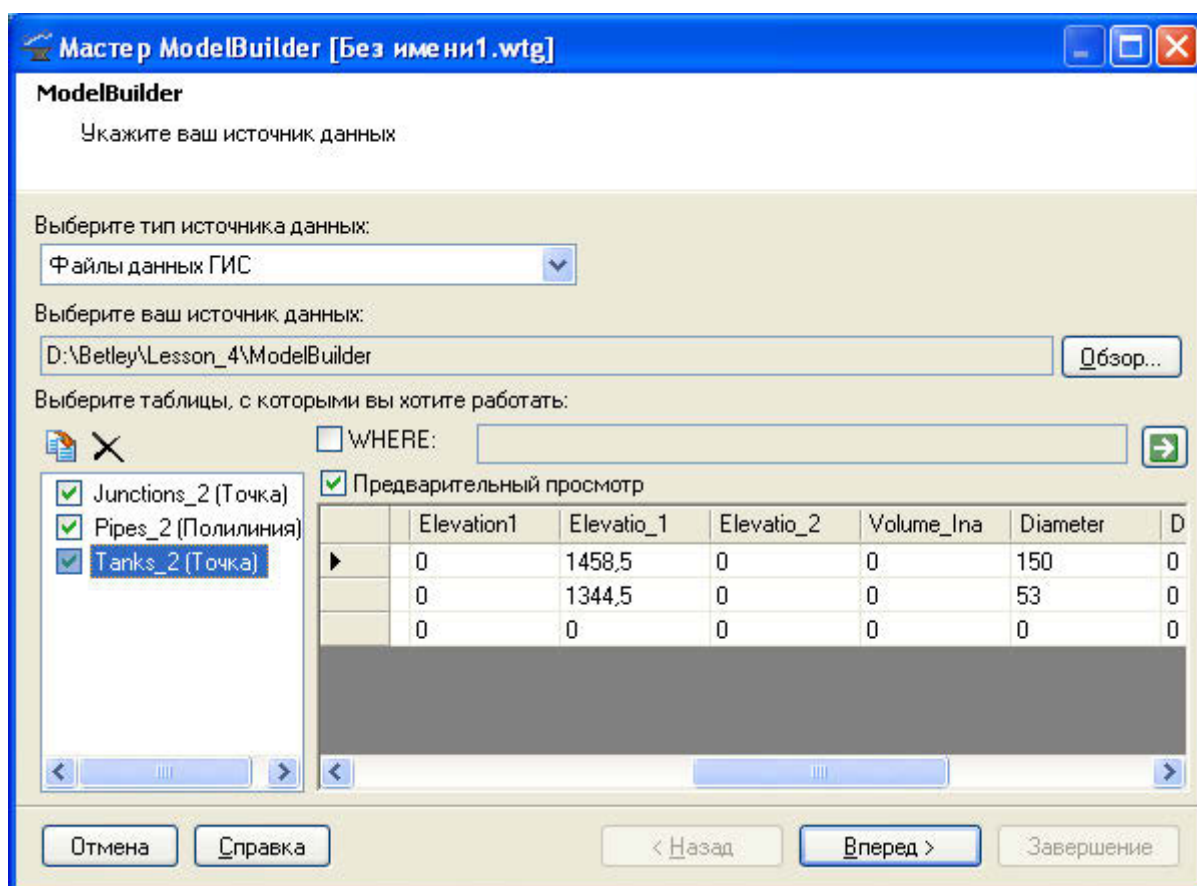 Мастер ModelBuilder [Без имени1.wtg]
ModelBuilder
Укажите ваш источник данных
Выберите тип источника данных:
Файлы данных ГИС
Выберите ваш источник данных:
D:\Betley\Lesson_4\ModelBuilder
Обзор...
Выберите таблицы, с которыми вы хотите работать:
WHERE:
Junctions_2 (Точка)
Pipes_2 (Полилиния)
Tanks_2 (Точка)
Предварительный просмотр
Elevation1 Elevatio_1 Elevatio_2 Volume_Ina Diameter D
0 1458,5 0 0 150 0
0 1344,5 0 0 53 0
0 0 0 0 0 0
Отмена Справка < Назад Вперед > Завершение